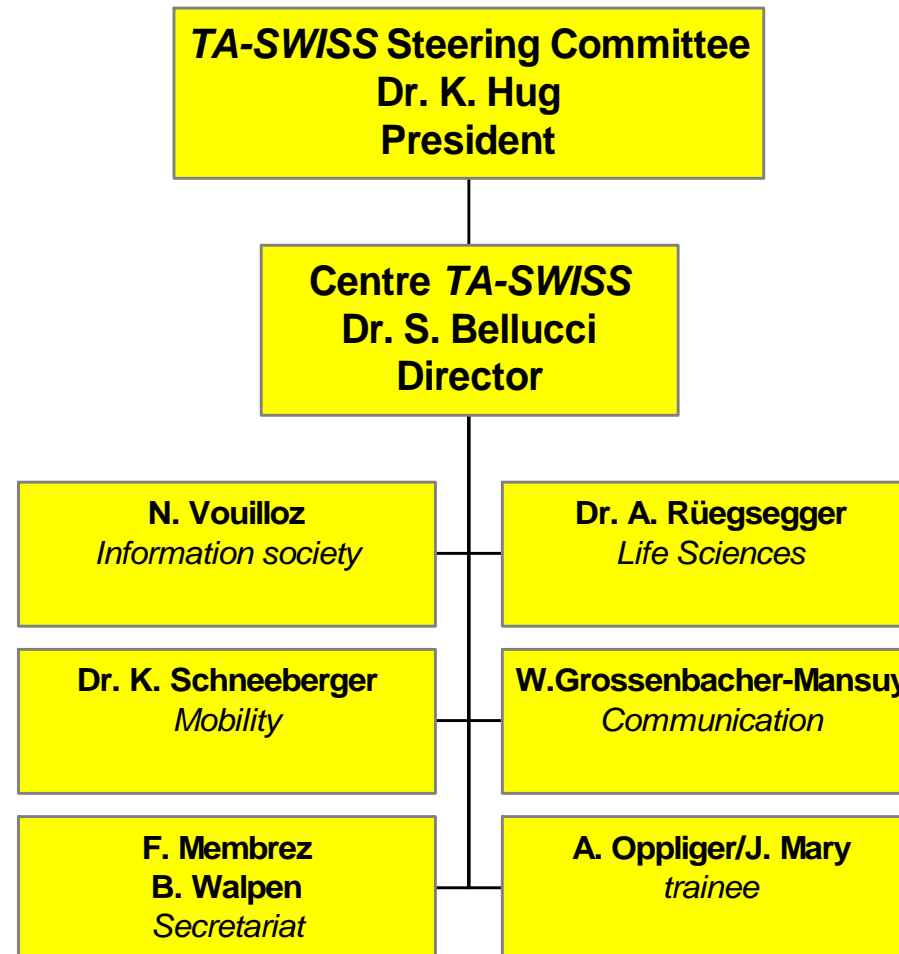 TA-SWISS Steering Committee
Dr. K. Hug
President
Centre TA-SWISS
Dr. S. Bellucci
Director
N. Vouilloz
Information society
Dr. A. Rüegsegger
Life Sciences
Dr. K. Schneeberger
Mobility
W.Grossenbacher-Mansuy
Communication
F. Membrez
B. Walpen
Secretariat
A. Oppliger/J. Mary
trainee